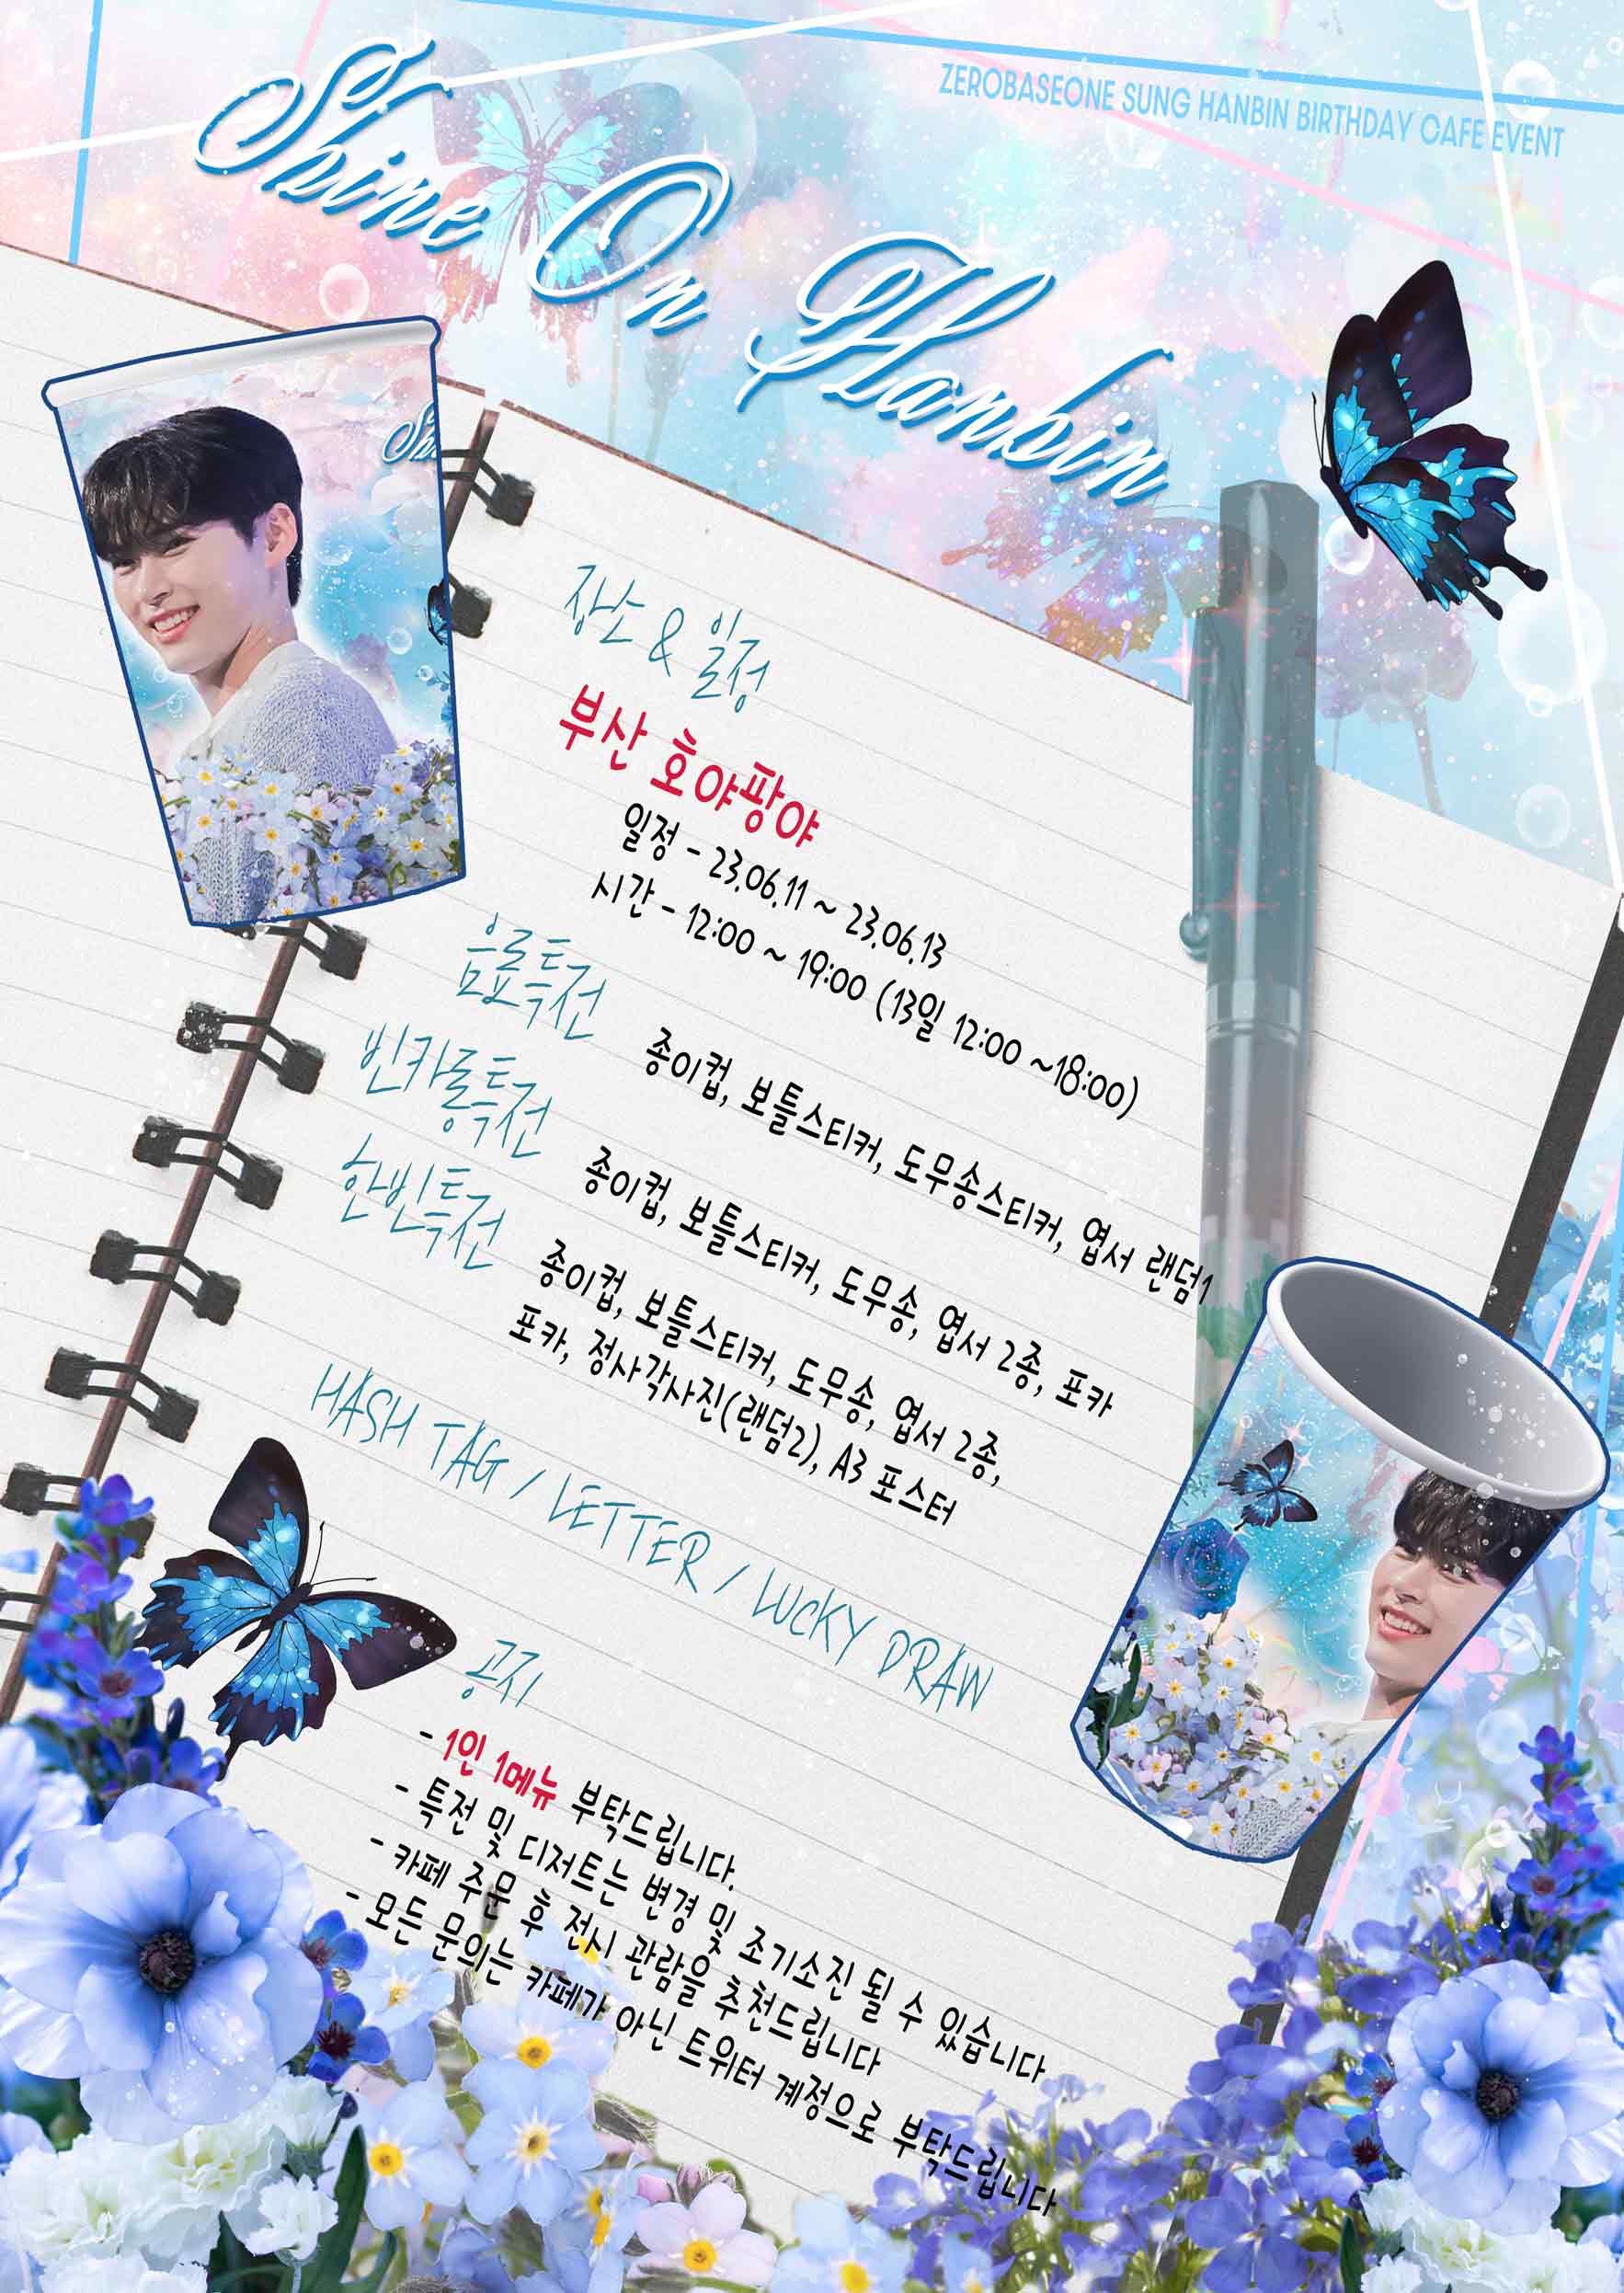 ZEROBASEONE SUNG HANBIN BIRTHDAY CAFE EVENT
Shine On Hanbin
장소 & 일정
부산 호야팡야
일정 - 23.06.11 ~ 23.06.13
시간 - 12:00 ~ 19:00 (13일 12:00 ~18:00)
음료특전
종이컵, 보틀스티커, 도무송스티커, 엽서 랜덤1
빈카롱특전
종이컵, 보틀스티커, 도무송, 엽서 2종, 포카
한빈특전
종이컵, 보틀스티커, 도무송, 엽서 2종,
포카, 정사각사진(랜덤2), A3 포스터
HASH TAG / LETTER / LUCKY DRAW
공지
- 1인 1메뉴 부탁드립니다.
- 특전 및 디저트는 변경 및 조기소진 될 수 있습니다
- 카페 주문 후 전시 관람을 추천드립니다
- 모든 문의는 카페가 아닌 트위터 계정으로 부탁드립니다